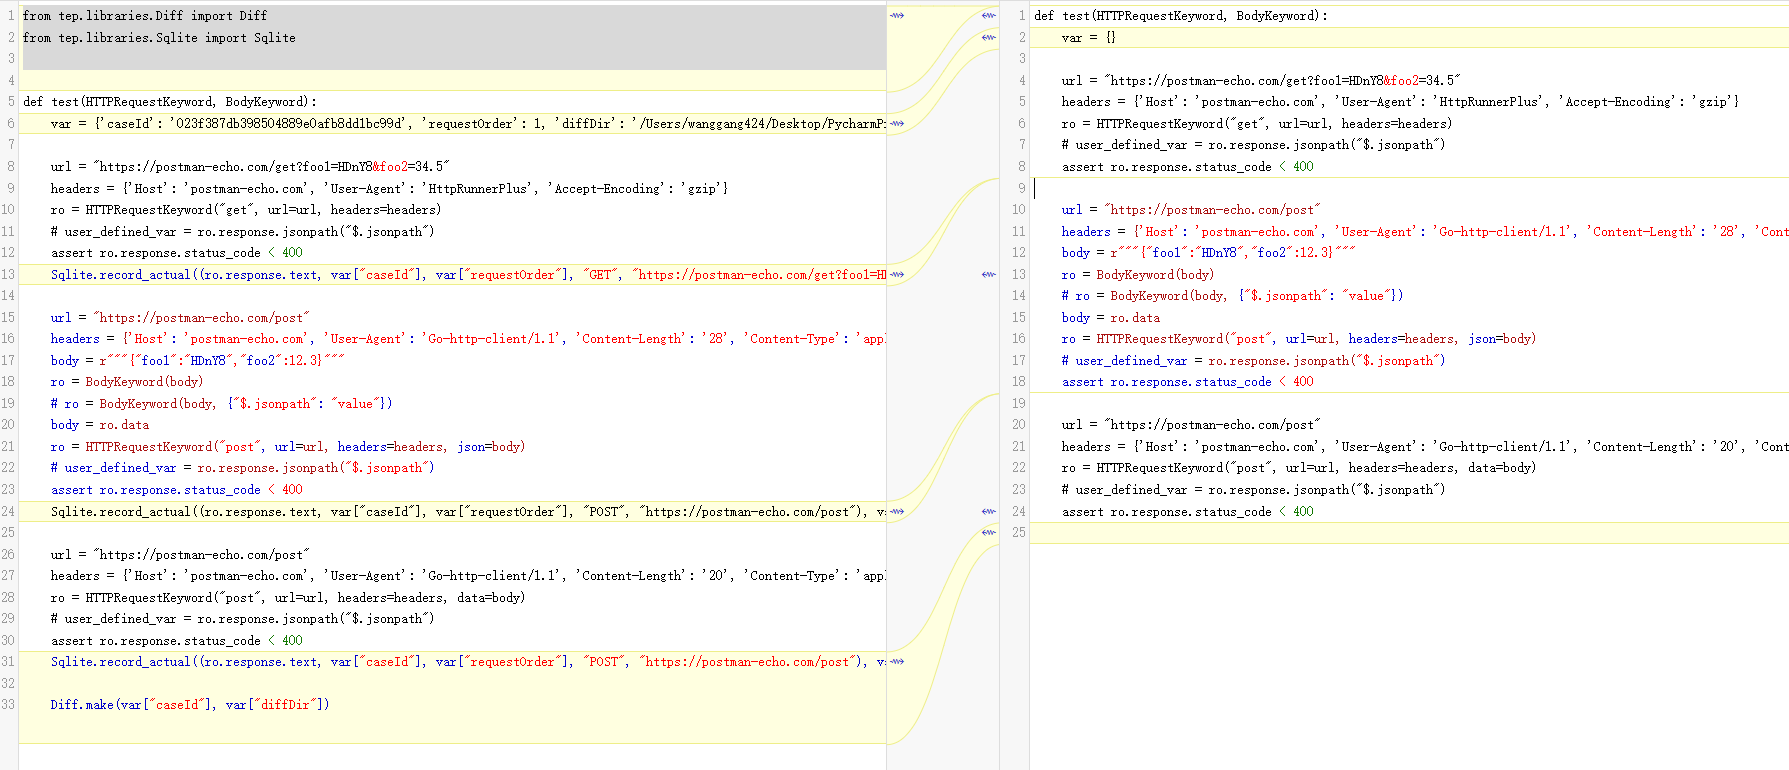 1 from tep.libraries.Diff import Diff
2 from tep.libraries.Sqlite import Sqlite
3
4
5 def test(HTTPRequestKeyword, BodyKeyword):
6 var = {'caseId': '023f387db398504889e0afb8dd1bc99d', 'requestOrder': 1, 'diffDir': '/Users/wanggang424/Desktop/PycharmP
7
8 url = "https://postman-echo.com/get?foo1=HDnY8&foo2=34.5"
9 headers = {'Host': 'postman-echo.com', 'User-Agent': 'HttpRunnerPlus', 'Accept-Encoding': 'gzip'}
10 ro = HTTPRequestKeyword("get", url=url, headers=headers)
11 # user_defined_var = ro.response.jsonpath("$.jsonpath")
12 assert ro.response.status_code < 400
13 Sqlite.record_actual((ro.response.text, var["caseId"], var["requestOrder"], "GET", "https://postman-echo.com/get?foo1=H
14
15 url = "https://postman-echo.com/post"
16 headers = {'Host': 'postman-echo.com', 'User-Agent': 'Go-http-client/1.1', 'Content-Length': '28', 'Content-Type': 'appl
17 body = r"""{"foo1":"HDnY8","foo2":12.3}"""
18 ro = BodyKeyword(body)
19 # ro = BodyKeyword(body, {"$.jsonpath": "value"})
20 body = ro.data
21 ro = HTTPRequestKeyword("post", url=url, headers=headers, json=body)
22 # user_defined_var = ro.response.jsonpath("$.jsonpath")
23 assert ro.response.status_code < 400
24 Sqlite.record_actual((ro.response.text, var["caseId"], var["requestOrder"], "POST", "https://postman-echo.com/post"), v
25
26 url = "https://postman-echo.com/post"
27 headers = {'Host': 'postman-echo.com', 'User-Agent': 'Go-http-client/1.1', 'Content-Length': '20', 'Content-Type': 'appl
28 ro = HTTPRequestKeyword("post", url=url, headers=headers, data=body)
29 # user_defined_var = ro.response.jsonpath("$.jsonpath")
30 assert ro.response.status_code < 400
31 Sqlite.record_actual((ro.response.text, var["caseId"], var["requestOrder"], "POST", "https://postman-echo.com/post"), v
32
33 Diff.make(var["caseId"], var["diffDir"])
1 def test(HTTPRequestKeyword, BodyKeyword):
2 var = {}
3
4 url = "https://postman-echo.com/get?foo1=HDnY8&foo2=34.5"
5 headers = {'Host': 'postman-echo.com', 'User-Agent': 'HttpRunnerPlus', 'Accept-Encoding': 'gzip'}
6 ro = HTTPRequestKeyword("get", url=url, headers=headers)
7 # user_defined_var = ro.response.jsonpath("$.jsonpath")
8 assert ro.response.status_code < 400
9
10 url = "https://postman-echo.com/post"
11 headers = {'Host': 'postman-echo.com', 'User-Agent': 'Go-http-client/1.1', 'Content-Length': '28', 'Cont
12 body = r"""{"foo1":"HDnY8","foo2":12.3}"""
13 ro = BodyKeyword(body)
14 # ro = BodyKeyword(body, {"$.jsonpath": "value"})
15 body = ro.data
16 ro = HTTPRequestKeyword("post", url=url, headers=headers, json=body)
17 # user_defined_var = ro.response.jsonpath("$.jsonpath")
18 assert ro.response.status_code < 400
19
20 url = "https://postman-echo.com/post"
21 headers = {'Host': 'postman-echo.com', 'User-Agent': 'Go-http-client/1.1', 'Content-Length': '20', 'Cont
22 ro = HTTPRequestKeyword("post", url=url, headers=headers, data=body)
23 # user_defined_var = ro.response.jsonpath("$.jsonpath")
24 assert ro.response.status_code < 400
25